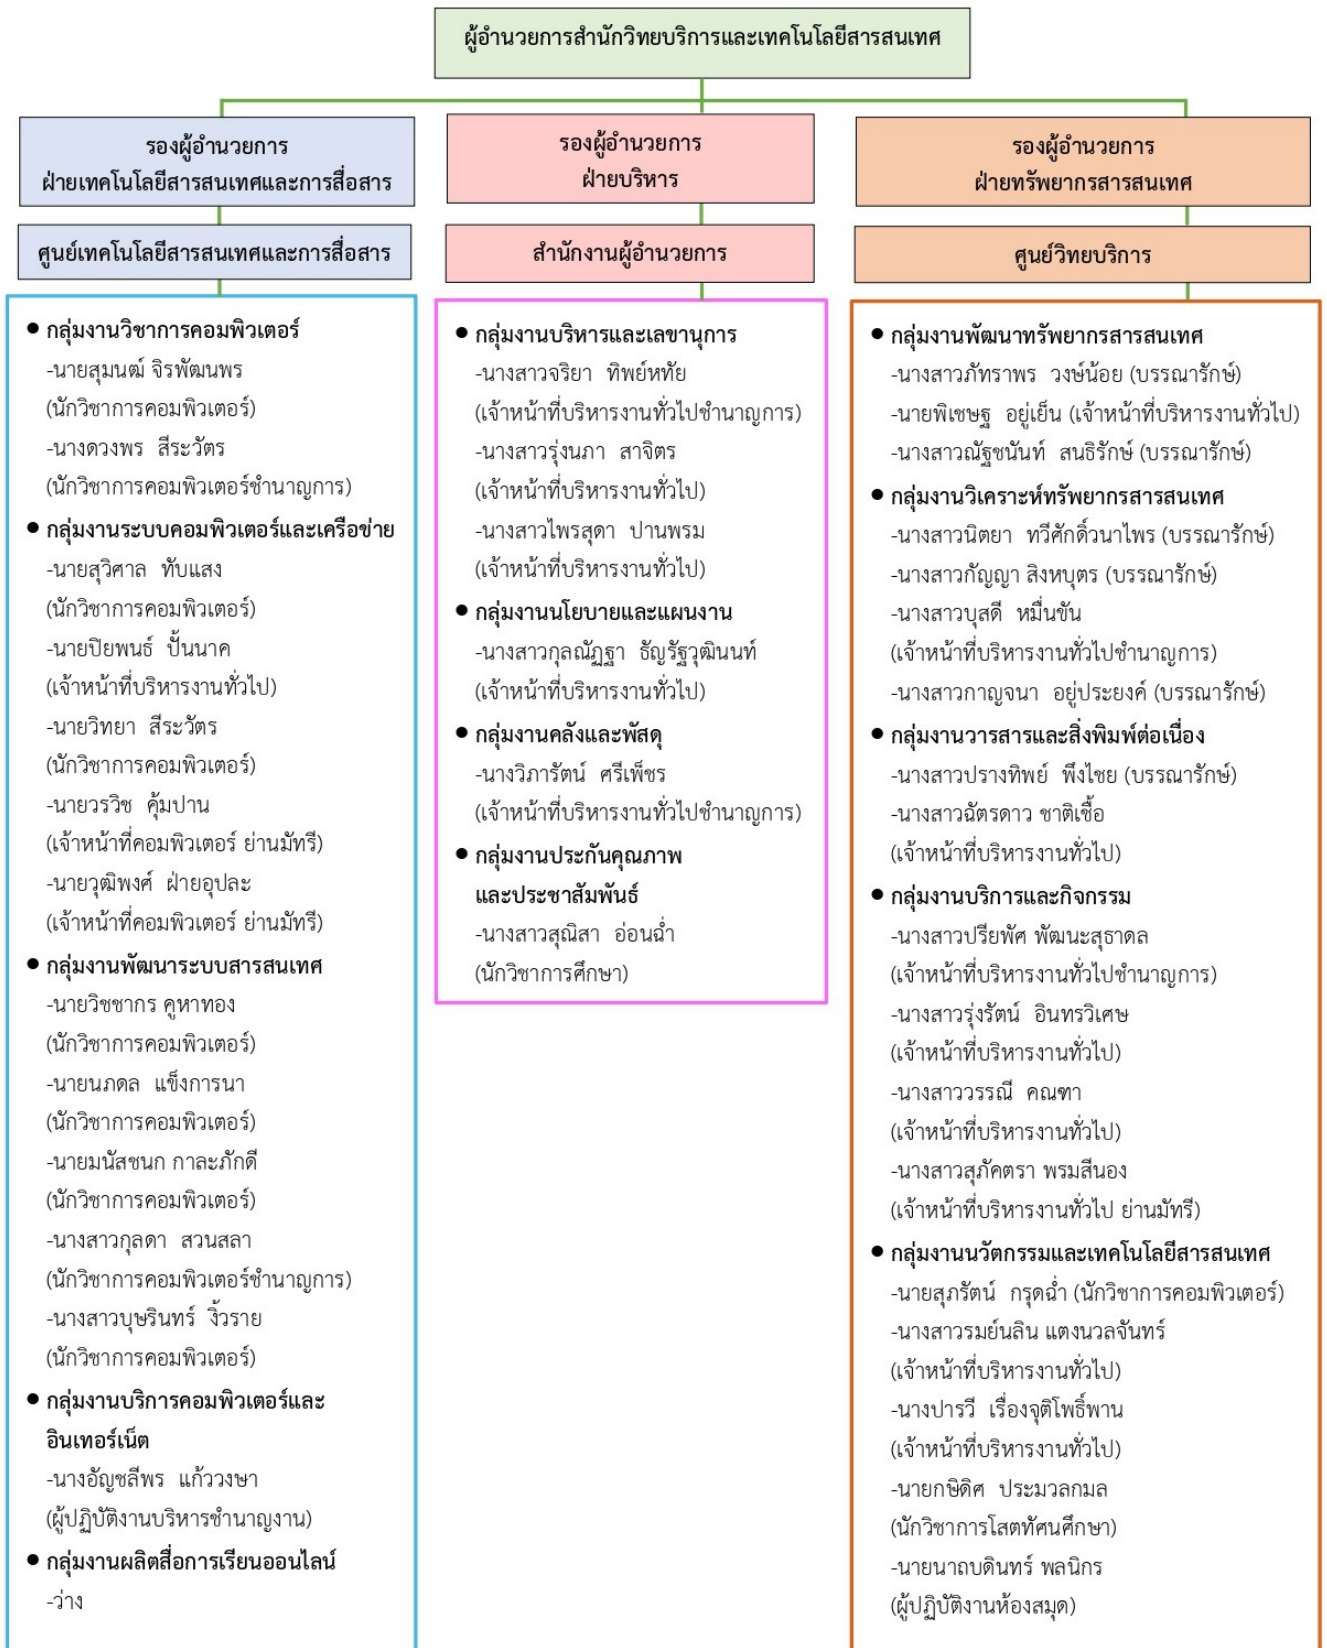 ผู้อำนวยการสำนักวิทยบริการและเทคโนโลยีสารสนเทศ
รองผู้อำนวยการ
ฝ่ายเทคโนโลยีสารสนเทศและการสื่อสาร
ศูนย์เทคโนโลยีสารสนเทศและการสื่อสาร
● กลุ่มงานวิชาการคอมพิวเตอร์
-นายสุมนฒ์ จิรพัฒนพร
(นักวิชาการคอมพิวเตอร์)
-นางดวงพร สีระวัตร
(นักวิชาการคอมพิวเตอร์ชำนาญการ)
● กลุ่มงานระบบคอมพิวเตอร์และเครือข่าย
-นายสุวิศาล ทับแสง
(นักวิชาการคอมพิวเตอร์)
-นายปิยพนธ์ ปั้นนาค
(เจ้าหน้าที่บริหารงานทั่วไป)
-นายวิทยา สีระวัตร
(นักวิชาการคอมพิวเตอร์)
-นายวรวิช คุ้มปาน
(เจ้าหน้าที่คอมพิวเตอร์ ย่านมัทรี)
-นายวุฒิพงศ์ ฝ่ายอุปละ
(เจ้าหน้าที่คอมพิวเตอร์ ย่านมัทรี)
● กลุ่มงานพัฒนาระบบสารสนเทศ
-นายวิชชากร คูหาทอง
(นักวิชาการคอมพิวเตอร์)
-นายนภดล แข็งการนา
(นักวิชาการคอมพิวเตอร์)
-นายมนัสชนก กาละภักดี
(นักวิชาการคอมพิวเตอร์)
-นางสาวกุลดา สวนสลา
(นักวิชาการคอมพิวเตอร์ชำนาญการ)
-นางสาวบุษรินทร์ งิ้วราย
(นักวิชาการคอมพิวเตอร์)
● กลุ่มงานบริการคอมพิวเตอร์และ
อินเทอร์เน็ต
-นางอัญชลีพร แก้ววงษา
(ผู้ปฏิบัติงานบริหารชำนาญงาน)
● กลุ่มงานผลิตสื่อการเรียนออนไลน์
-ว่าง
รองผู้อำนวยการ
ฝ่ายบริหาร
สำนักงานผู้อำนวยการ
● กลุ่มงานบริหารและเลขานุการ
-นางสาวจริยา ทิพย์หทัย
(เจ้าหน้าที่บริหารงานทั่วไปชำนาญการ)
-นางสาวรุ่งนภา สาจิตร
(เจ้าหน้าที่บริหารงานทั่วไป)
-นางสาวไพรสุดา ปานพรม
(เจ้าหน้าที่บริหารงานทั่วไป)
● กลุ่มงานนโยบายและแผนงาน
-นางสาวกุลณัฏฐา ธัญรัฐวุฒินนท์
(เจ้าหน้าที่บริหารงานทั่วไป)
● กลุ่มงานคลังและพัสดุ
-นางวิภารัตน์ ศรีเพ็ชร
(เจ้าหน้าที่บริหารงานทั่วไปชำนาญการ)
● กลุ่มงานประกันคุณภาพ
และประชาสัมพันธ์
-นางสาวสุณิสา อ่อนฉ่ำ
(นักวิชาการศึกษา)
รองผู้อำนวยการ
ฝ่ายทรัพยากรสารสนเทศ
ศูนย์วิทยบริการ
● กลุ่มงานพัฒนาทรัพยากรสารสนเทศ
-นางสาวภัทราพร วงษ์น้อย (บรรณารักษ์)
-นายพิเชษฐ อยู่เย็น (เจ้าหน้าที่บริหารงานทั่วไป)
-นางสาวณัฐชนันท์ สนธิรักษ์ (บรรณารักษ์)
● กลุ่มงานวิเคราะห์ทรัพยากรสารสนเทศ
-นางสาวนิตยา ทวีศักดิ์วนาไพร (บรรณารักษ์)
-นางสาวกัญญา สิงหบุตร (บรรณารักษ์)
-นางสาวบุสดี หมื่นขัน
(เจ้าหน้าที่บริหารงานทั่วไปชำนาญการ)
-นางสาวกาญจนา อยู่ประยงค์ (บรรณารักษ์)
● กลุ่มงานวารสารและสิ่งพิมพ์ต่อเนื่อง
-นางสาวปรางทิพย์ พึงไชย (บรรณารักษ์)
-นางสาวฉัตรดาว ชาติเชื้อ
(เจ้าหน้าที่บริหารงานทั่วไป)
● กลุ่มงานบริการและกิจกรรม
-นางสาวปรียพัศ พัฒนะสุธาดล
(เจ้าหน้าที่บริหารงานทั่วไปชำนาญการ)
-นางสาวรุ่งรัตน์ อินทรวิเศษ
(เจ้าหน้าที่บริหารงานทั่วไป)
-นางสาววรรณี คณฑา
(เจ้าหน้าที่บริหารงานทั่วไป)
-นางสาวสุภัคตรา พรมสีนอง
(เจ้าหน้าที่บริหารงานทั่วไป ย่านมัทรี)
● กลุ่มงานนวัตกรรมและเทคโนโลยีสารสนเทศ
-นายสุภรัตน์ กรุดฉ่ำ (นักวิชาการคอมพิวเตอร์)
-นางสาวรมย์นลิน แตงนวลจันทร์
(เจ้าหน้าที่บริหารงานทั่วไป)
-นางปารวี เรื่องจุติโพธิ์พาน
(เจ้าหน้าที่บริหารงานทั่วไป)
-นายกษิดิศ ประมวลกมล
(นักวิชาการโสตทัศนศึกษา)
-นายนาถบดินทร์ พลนิกร
(ผู้ปฏิบัติงานห้องสมุด)